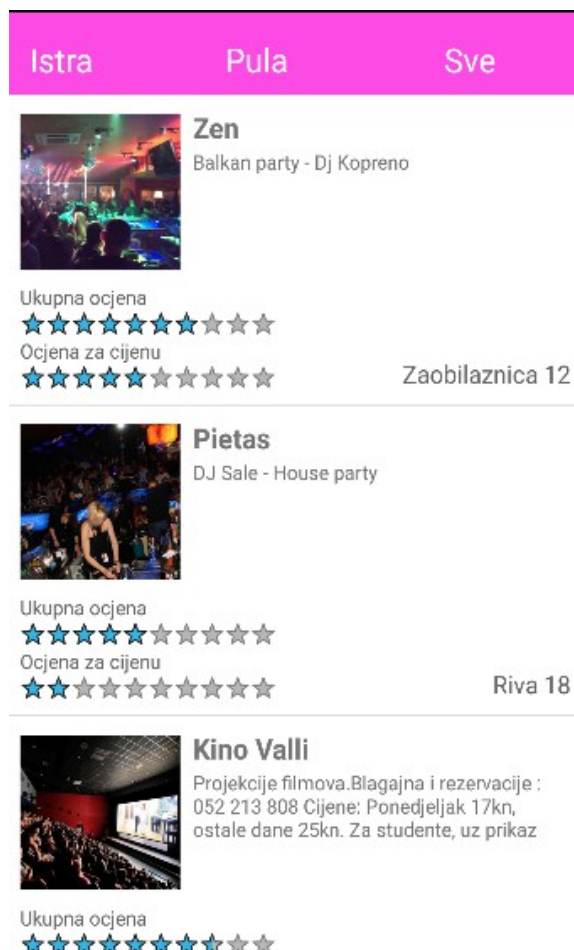 Istra Pula Sve
Zen
Balkan party - Dj Kopreno
Ukupna ocjena
Ocjena za cijenu
Zaobilaznica 12
Pietas
DJ Sale - House party
Ukupna ocjena
Ocjena za cijenu
Riva 18
Kino Valli
Projekcije filmova.Blagajna i rezervacije :
052 213 808 Cijene: Ponedjeljak 17kn,
ostale dane 25kn. Za studente, uz prikaz
Ukupna ocjena